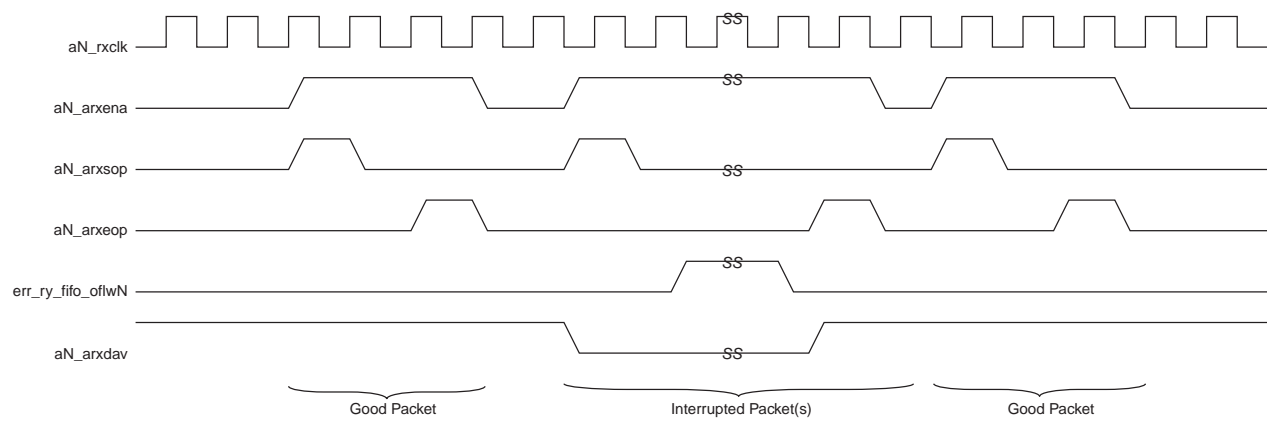 SS
aN_rxclk
SS
aN_arxena
aN_arxsop
SS
aN_arxeop
SS
err_ry_fifo_oflwN
aN_arxdav
SS
Good Packet
Interrupted Packet(s)
Good Packet